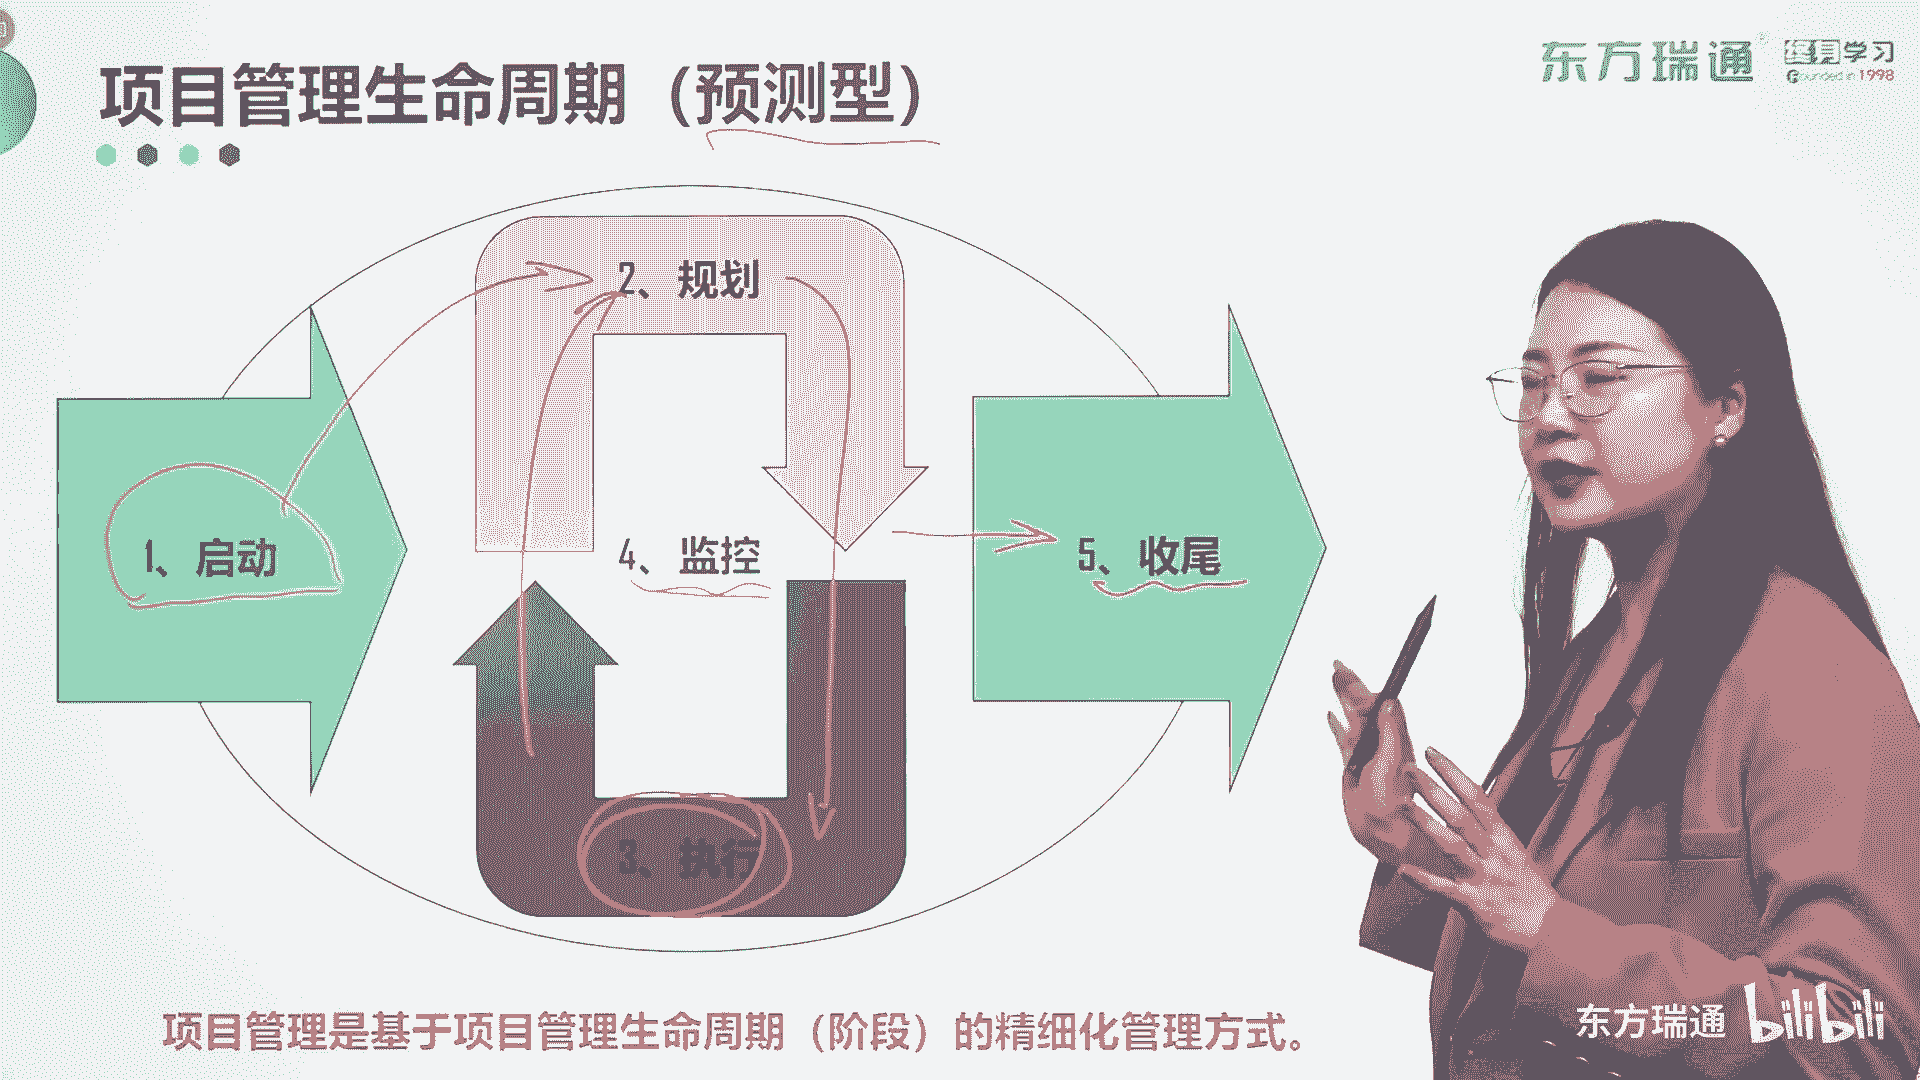 项目管理生命周期（预测型）
东方瑞通
终身学习
Founded in 1998
2、规划
1、启动
4、监控
5、收尾
3、执行
项目管理是基于项目管理生命周期（阶段）的精细化管理方式。
东方瑞通 bilibili